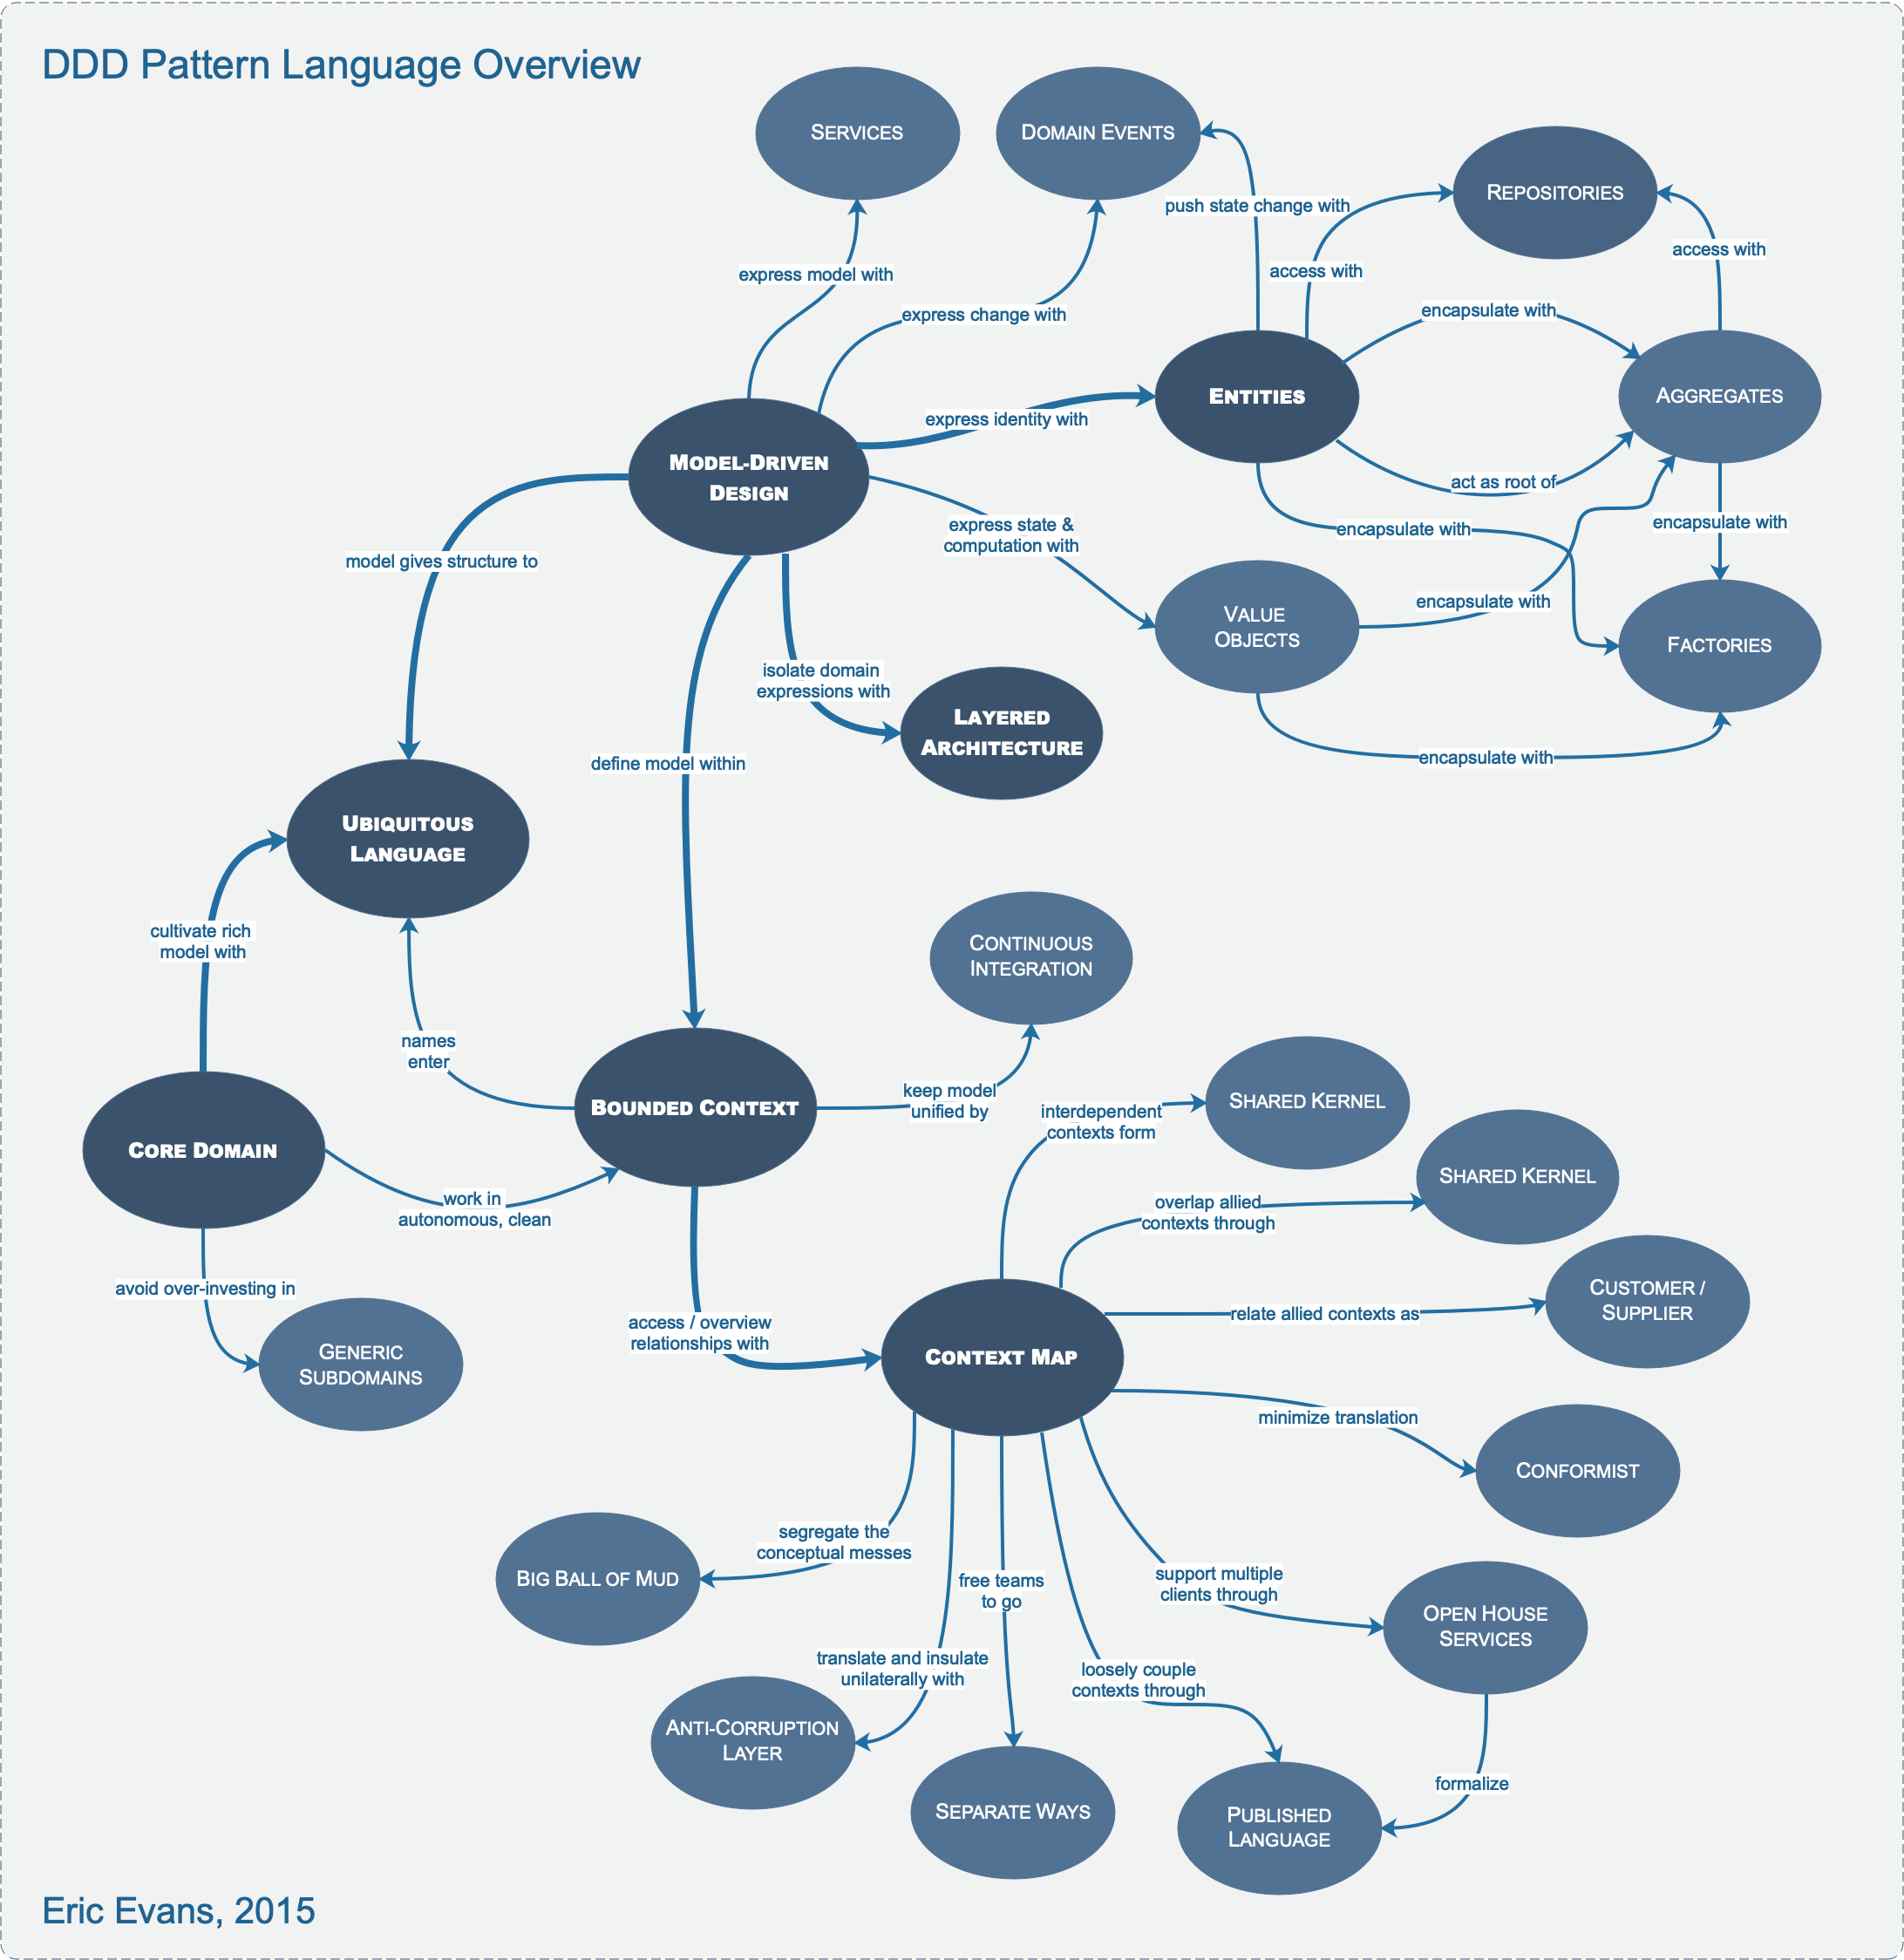 DDD Pattern Language Overview
SERVICES
DOMAIN EVENTS
REPOSITORIES
push state change with
access with
access with
express model with
express change with
encapsulate with
ENTITIES
AGGREGATES
express identity with
MODEL-DRIVEN
DESIGN
act as root of
express state &
computation with
encapsulate with
encapsulate with
model gives structure to
encapsulate with
VALUE
OBJECTS
FACTORIES
isolate domain
expressions with
LAYERED
ARCHITECTURE
define model within
encapsulate with
UBIQUITOUS
LANGUAGE
cultivate rich
model with
CONTINUOUS
INTEGRATION
names
enter
keep model
unified by
BOUNDED CONTEXT
interdependent
contexts form
SHARED KERNEL
CORE DOMAIN
SHARED KERNEL
work in
autonomous, clean
overlap allied
contexts through
avoid over-investing in
CUSTOMER /
SUPPLIER
relate allied contexts as
access / overview
relationships with
GENERIC
SUBDOMAINS
CONTEXT MAP
minimize translation
CONFORMIST
segregate the
conceptual messes
BIG BALL OF MUD
free teams
to go
support multiple
clients through
OPEN HOUSE
SERVICES
translate and insulate
unilaterally with
loosely couple
contexts through
ANTI-CORRUPTION
LAYER
formalize
SEPARATE WAYS
PUBLISHED
LANGUAGE
Eric Evans, 2015